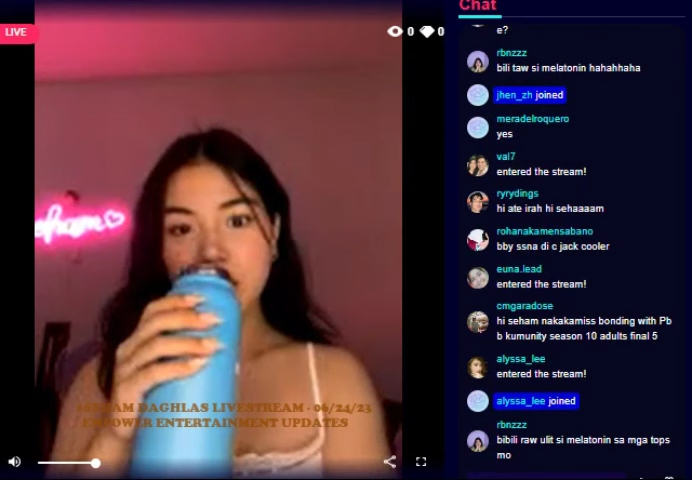 Chat
LIVE
0
0
e?
rbnzzz
bili taw si melatonin hahahhaha
jhen_zh joined
meradelroquero
yes
val7
entered the stream!
ryrydings
hi ate irah hi sehaaaam
rohanakamensabano
bby ssna di c jack cooler
euna.lead
entered the stream!
cmgaradose
hi seham nakakamiss bonding with Pb
b kumunity season 10 adults final 5
alyssa_lee
entered the stream!
alyssa_lee joined
rbnzzz
bibili raw ulit si melatonin sa mga tops
mo
DAGHLAS LIVESTREAM - 06/24/23
ENTERTAINMENT UPDATES